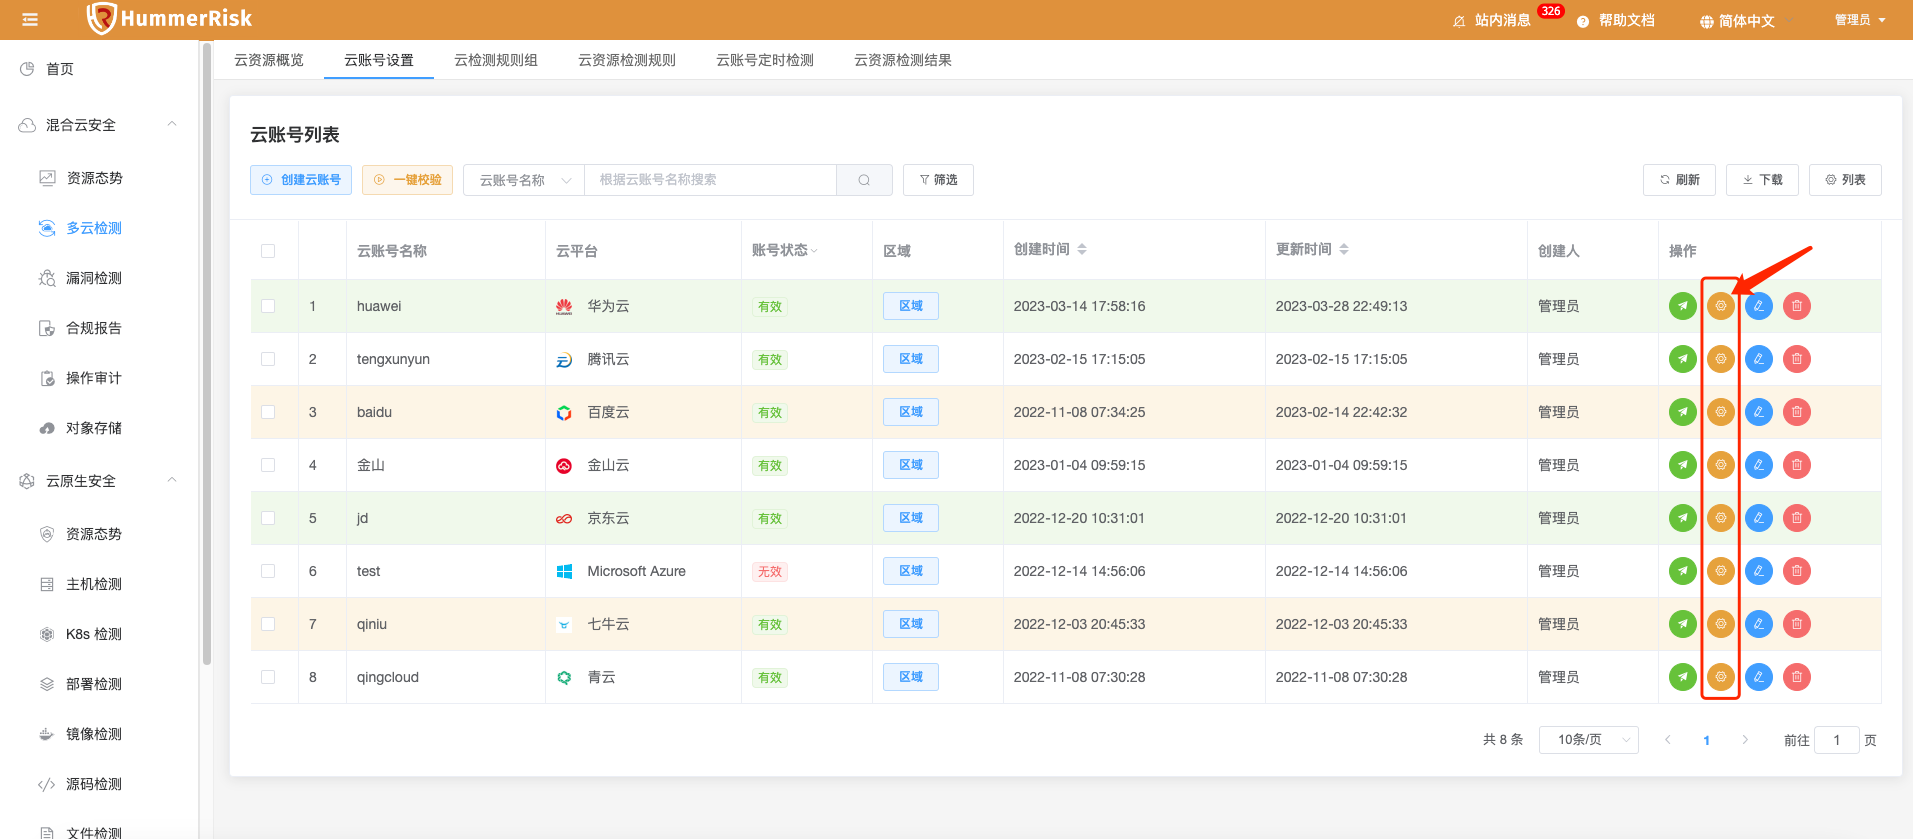 HummerRisk
站内消息 326 帮助文档 简体中文 管理员
首页
混合云安全
资源态势
多云检测
漏洞检测
合规报告
操作审计
对象存储
云原生安全
资源态势
主机检测
K8s 检测
部署检测
镜像检测
源码检测
文件检测
云资源概览 云账号设置 云检测规则组 云资源检测规则 云账号定时检测 云资源检测结果
云账号列表
创建云账号 一键校验 云账号名称 根据云账号名称搜索 筛选 刷新 下载 列表
云账号名称 云平台 账号状态 区域 创建时间 更新时间 创建人 操作
1 huawei 华为云 有效 区域 2023-03-14 17:58:16 2023-03-28 22:49:13 管理员
2 tengxunyun 腾讯云 有效 区域 2023-02-15 17:15:05 2023-02-15 17:15:05 管理员
3 baidu 百度云 有效 区域 2022-11-08 07:34:25 2023-02-14 22:42:32 管理员
4 金山 金山云 有效 区域 2023-01-04 09:59:15 2023-01-04 09:59:15 管理员
5 jd 京东云 有效 区域 2022-12-20 10:31:01 2022-12-20 10:31:01 管理员
6 test Microsoft Azure 无效 区域 2022-12-14 14:56:06 2022-12-14 14:56:06 管理员
7 qiniu 七牛云 有效 区域 2022-12-03 20:45:33 2022-12-03 20:45:33 管理员
8 qingcloud 青云 有效 区域 2022-11-08 07:30:28 2022-11-08 07:30:28 管理员
共 8 条 10条/页 1 前往 1 页